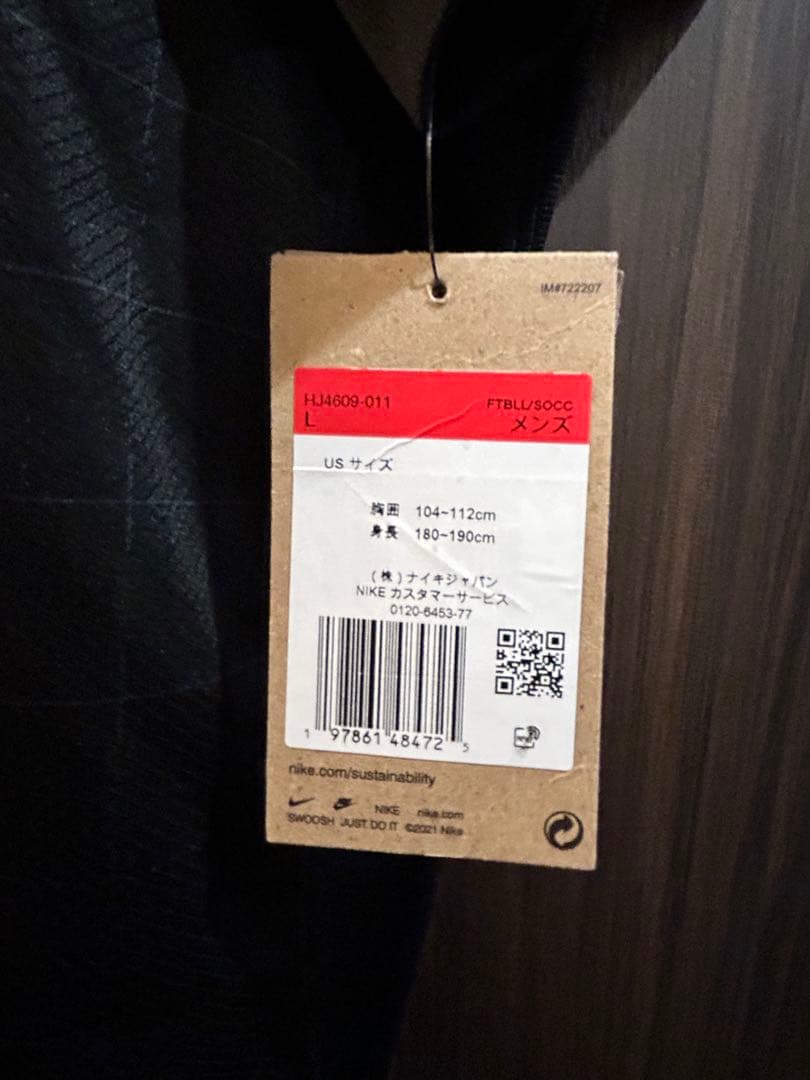 IM#722207
HJ4609-011 FTBLL/SOCC
L メンズ
US サイズ
胸囲 104~112cm
身長 180~190cm
(株)ナイキジャパン
NIKE カスタマーサービス
0120-6453-77
1 97861 48472 5
nike.com/sustainability
NIKE nike.com
SWOOSH JUST DO IT ©2021 Nike